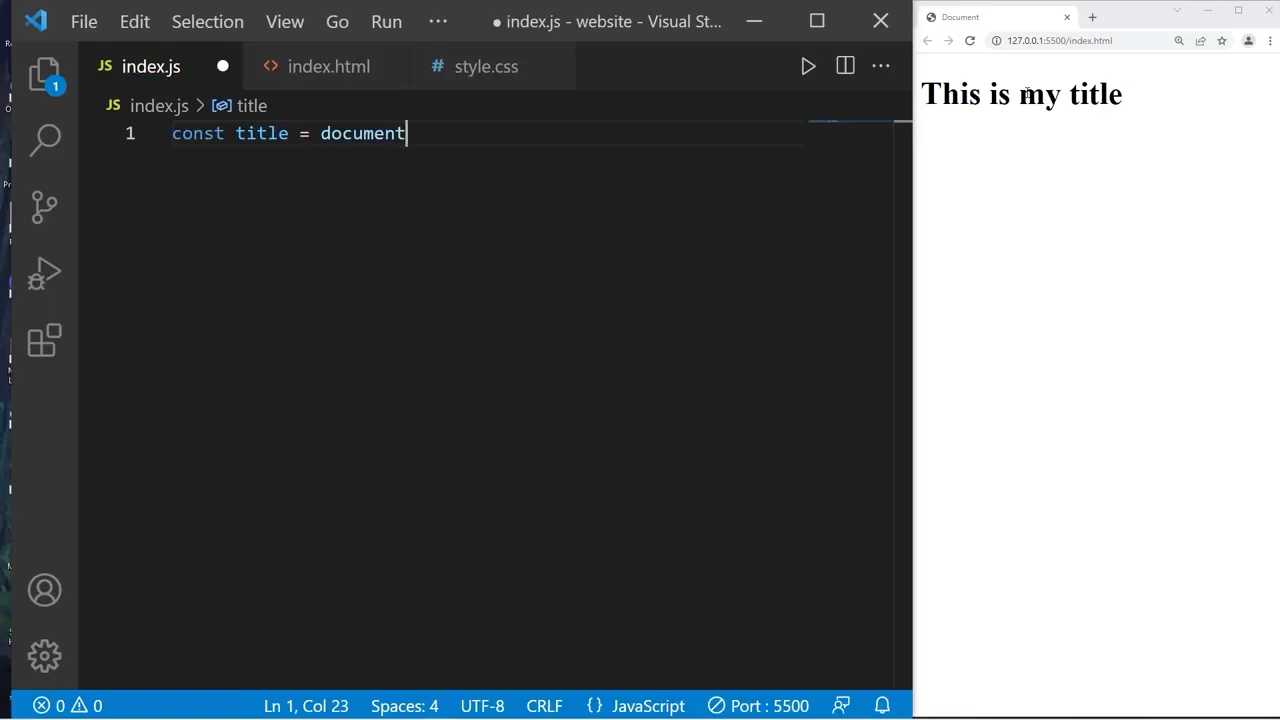 File Edit Selection View Go Run ··· ● index.js - website - Visual St...
JS index.js ● <> index.html # style.css ···
JS index.js > title
1 const title = document
Ln 1, Col 23 Spaces: 4 UTF-8 CRLF {} JavaScript Port : 5500
0 0
Document
127.0.0.1:5500/index.html
This is my title
1